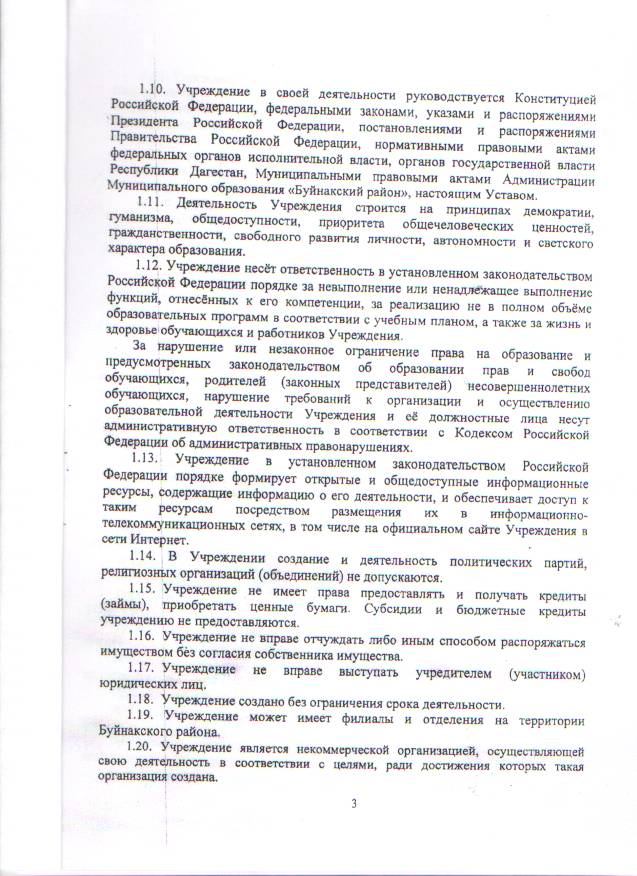 1.10. Учреждение в своей деятельности руководствуется Конституцией
Российской Федерации, федеральными законами, указами и распоряжениями
Президента Российской Федерации, постановлениями и распоряжениями
Правительства Российской Федерации, нормативными правовыми актами
федеральных органов исполнительной власти, органов государственной власти
Республики Дагестан, Муниципальными правовыми актами Администрации
Муниципального образования «Буйнакский район», настоящим Уставом.
1.11. Деятельность Учреждения строится на принципах демократии,
гуманизма, общедоступности, приоритета общечеловеческих ценностей,
гражданственности, свободного развития личности, автономности и светского
характера образования.
1.12. Учреждение несёт ответственность в установленном законодательством
Российской Федерации порядке за невыполнение или ненадлежащее выполнение
функций, отнесённых к его компетенции, за реализацию не в полном объёме
образовательных программ в соответствии с учебным планом, а также за жизнь и
здоровье обучающихся и работников Учреждения.
За нарушение или незаконное ограничение права на образование и
предусмотренных законодательством об образовании прав и свобод
обучающихся, родителей (законных представителей) несовершеннолетних
обучающихся, нарушение требований к организации и осуществлению
образовательной деятельности Учреждения и её должностные лица несут
административную ответственность в соответствии с Кодексом Российской
Федерации об административных правонарушениях.
1.13. Учреждение в установленном законодательством Российской
Федерации порядке формирует открытые и общедоступные информационные
ресурсы, содержащие информацию о его деятельности, и обеспечивает доступ к
таким ресурсам посредством размещения их в информационно-
телекоммуникационных сетях, в том числе на официальном сайте Учреждения в
сети Интернет.
1.14. В Учреждении создание и деятельность политических партий,
религиозных организаций (объединений) не допускаются.
1.15. Учреждение не имеет права предоставлять и получать кредиты
(займы), приобретать ценные бумаги. Субсидии и бюджетные кредиты
учреждению не предоставляются.
1.16. Учреждение не вправе отчуждать либо иным способом распоряжаться
имуществом без согласия собственника имущества.
1.17. Учреждение не вправе выступать учредителем (участником)
юридических лиц.
1.18. Учреждение создано без ограничения срока деятельности.
1.19. Учреждение может имеет филиалы и отделения на территории
Буйнакского района.
1.20. Учреждение является некоммерческой организацией, осуществляющей
свою деятельность в соответствии с целями, ради достижения которых такая
организация создана.
3